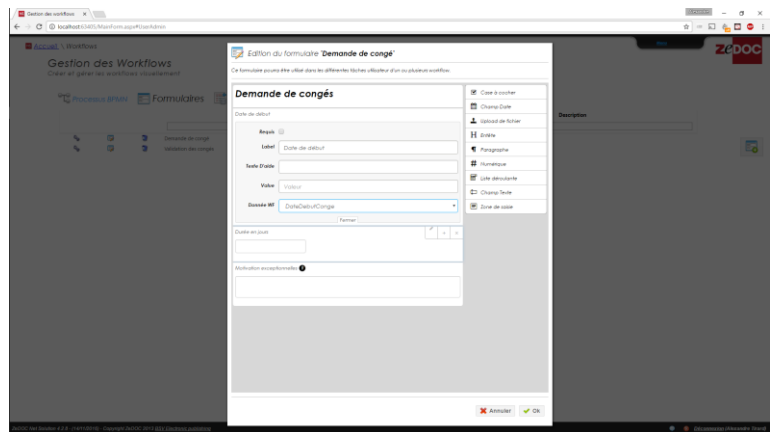 Gestion des workflows
localhost:63405/MainForm.aspx#UserAdmin
Accueil \ Workflows
ZeDOC
Gestion des Workflows
Créer et gérer les workflows visuellement
Processus BPMN
Formulaires
Description
Demande de congé
Validation des congés
Edition du formulaire "Demande de congé"
Ce formulaire pourra être utilisé dans les différentes tâches utilisateur d'un ou plusieurs workflow.
Demande de congés
Date de début
Requis
Label
Date de début
Texte D'aide
Value
Valeur
Donnée WF
DateDebutConge
Fermer
Durée en jours
Motivation exceptionnelles
Case à cocher
Champ Date
Upload de fichier
Entête
Paragraphe
Numérique
Liste déroulante
Champ Texte
Zone de saisie
Annuler
Ok